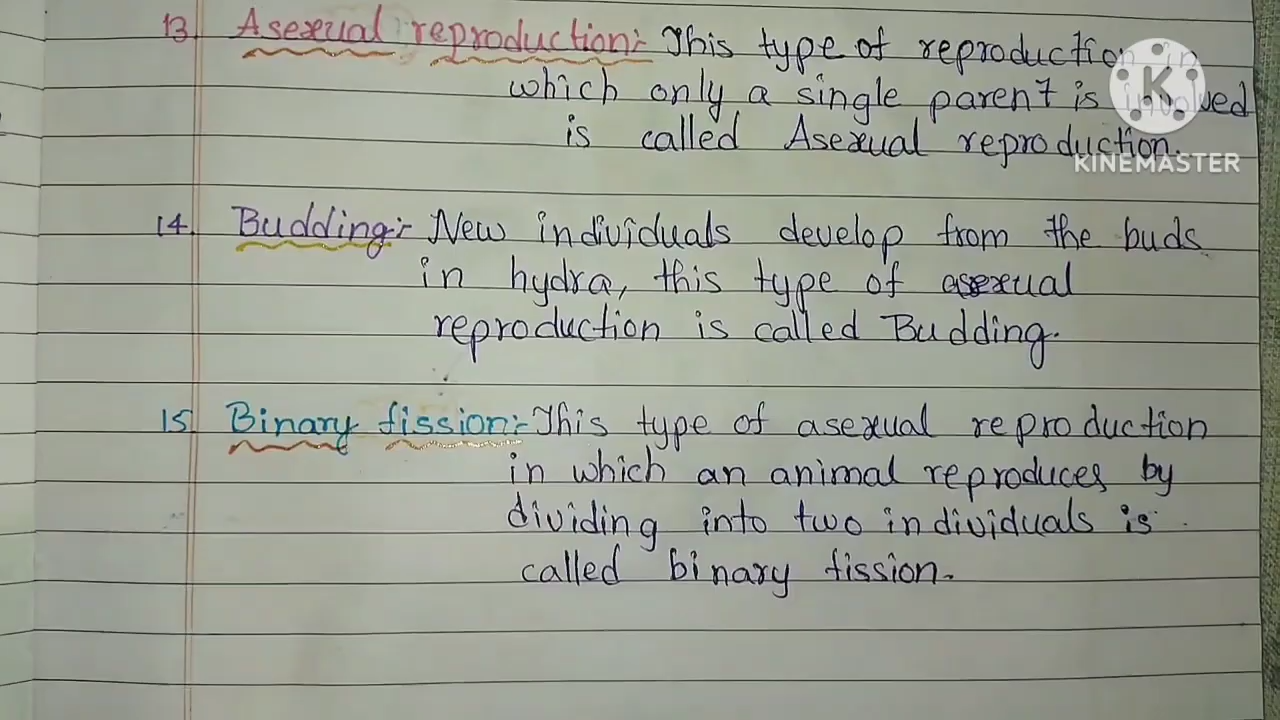 13. Asexual reproduction:- This type of reproduction in
which only a single parent is involved
is called Asexual reproduction.
KINEMASTER
14. Budding:- New individuals develop from the buds
in hydra, this type of asexual
reproduction is called Budding.
15. Binary fission:- This type of asexual reproduction
in which an animal reproduces by
dividing into two individuals is
called binary fission.